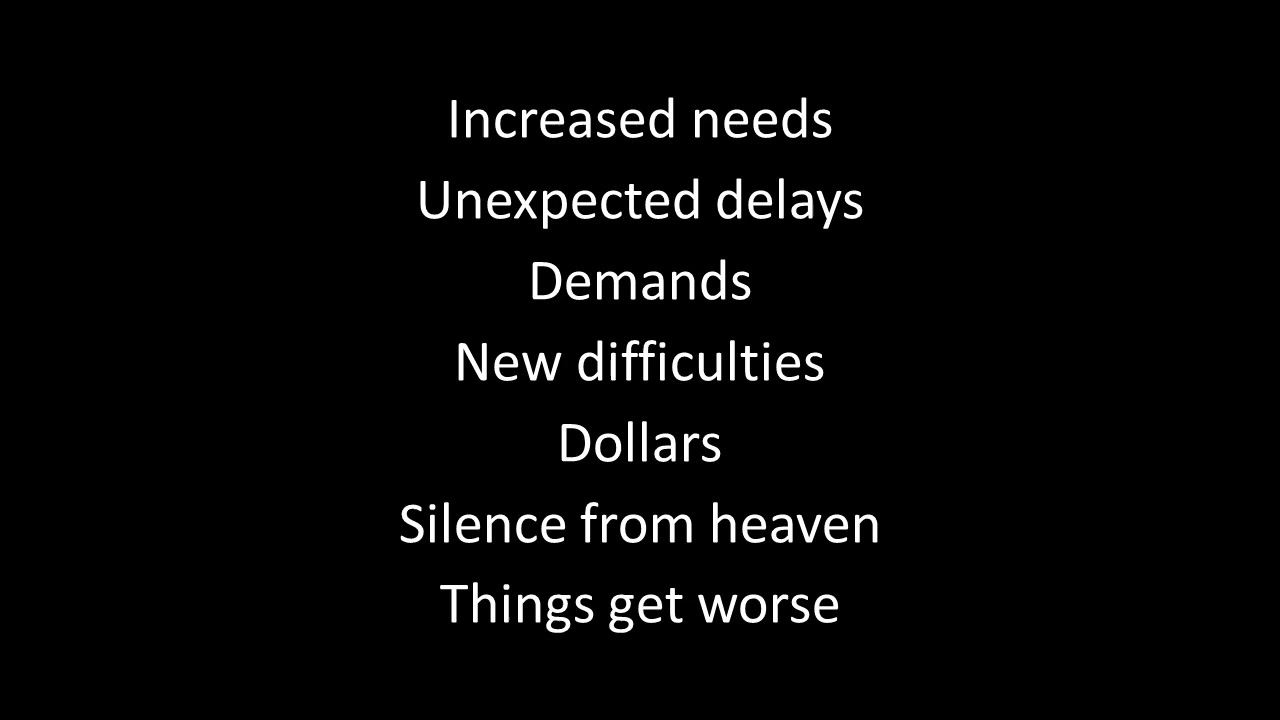 Increased needs
Unexpected delays
Demands
New difficulties
Dollars
Silence from heaven
Things get worse